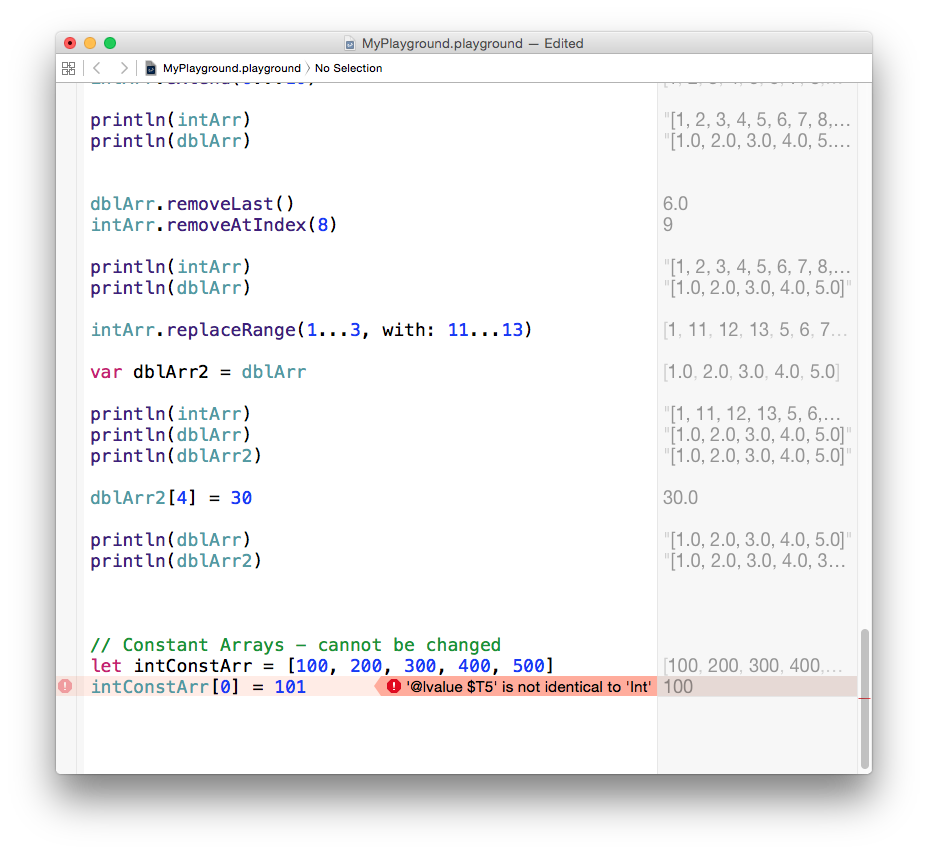 MyPlayground.playground — Edited
MyPlayground.playground 〉 No Selection
println(intArr) "[1, 2, 3, 4, 5, 6, 7, 8,…
println(dblArr) "[1.0, 2.0, 3.0, 4.0, 5.…
dblArr.removeLast() 6.0
intArr.removeAtIndex(8) 9
println(intArr) "[1, 2, 3, 4, 5, 6, 7, 8,…
println(dblArr) "[1.0, 2.0, 3.0, 4.0, 5.0]"
intArr.replaceRange(1...3, with: 11...13) [1, 11, 12, 13, 5, 6, 7…
var dblArr2 = dblArr [1.0, 2.0, 3.0, 4.0, 5.0]
println(intArr) "[1, 11, 12, 13, 5, 6,…
println(dblArr) "[1.0, 2.0, 3.0, 4.0, 5.0]"
println(dblArr2) "[1.0, 2.0, 3.0, 4.0, 5.0]"
dblArr2[4] = 30 30.0
println(dblArr) "[1.0, 2.0, 3.0, 4.0, 5.0]"
println(dblArr2) "[1.0, 2.0, 3.0, 4.0, 3…
// Constant Arrays – cannot be changed
let intConstArr = [100, 200, 300, 400, 500] [100, 200, 300, 400,…
intConstArr[0] = 101 '@lvalue $T5' is not identical to 'Int' 100